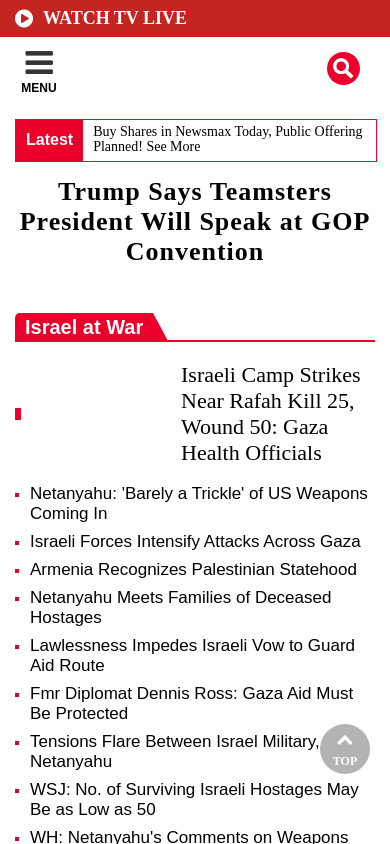 WATCH TV LIVE
MENU
Latest
Buy Shares in Newsmax Today, Public Offering
Planned! See More
Trump Says Teamsters
President Will Speak at GOP
Convention
Israel at War
Israeli Camp Strikes
Near Rafah Kill 25,
Wound 50: Gaza
Health Officials
Netanyahu: 'Barely a Trickle' of US Weapons
Coming In
Israeli Forces Intensify Attacks Across Gaza
Armenia Recognizes Palestinian Statehood
Netanyahu Meets Families of Deceased
Hostages
Lawlessness Impedes Israeli Vow to Guard
Aid Route
Fmr Diplomat Dennis Ross: Gaza Aid Must
Be Protected
Tensions Flare Between Israel Military,
Netanyahu
TOP
WSJ: No. of Surviving Israeli Hostages May
Be as Low as 50
WH: Netanyahu's Comments on Weapons